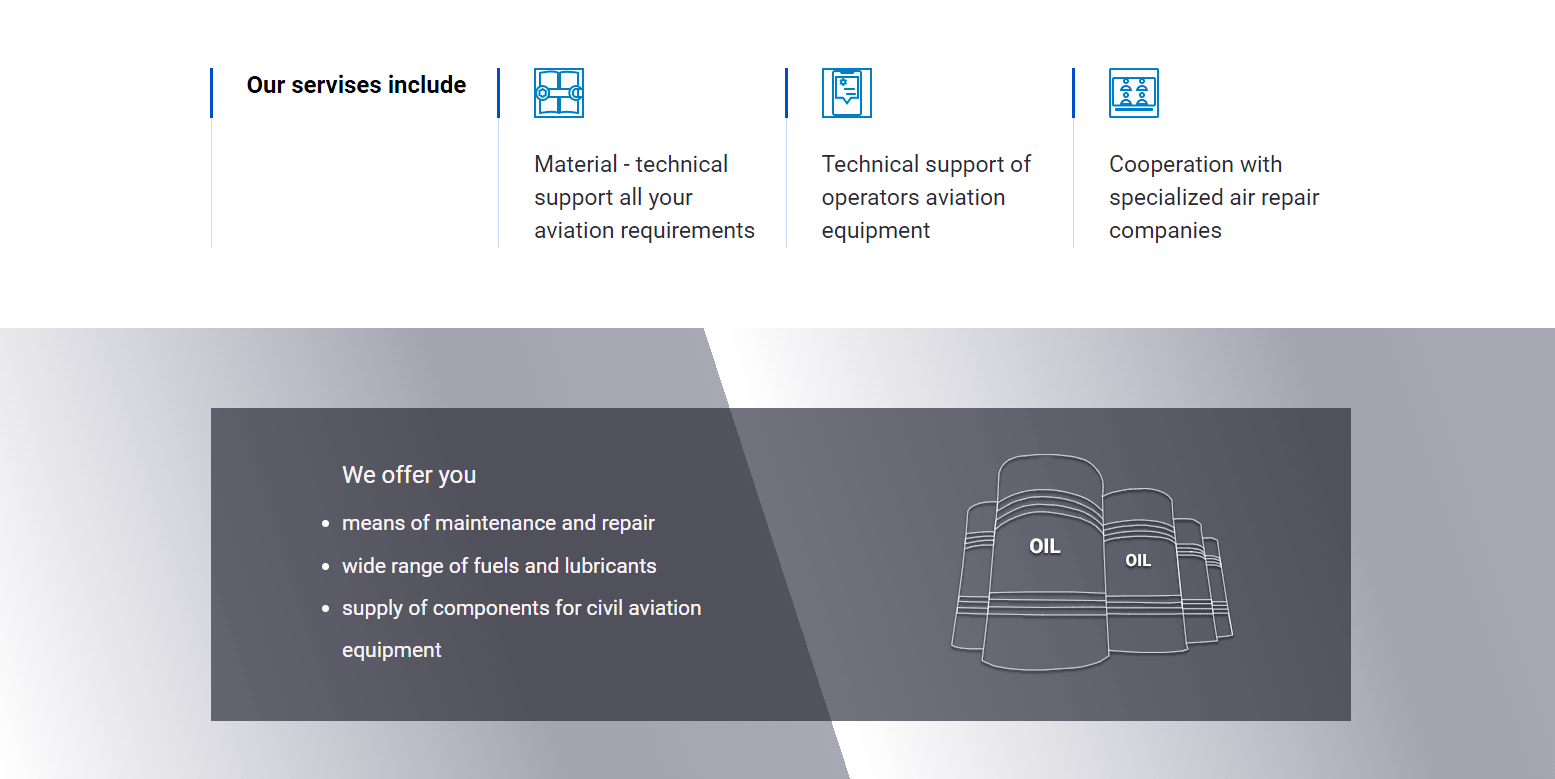 Our servises include
Material - technical
support all your
aviation requirements
Technical support of
operators aviation
equipment
Cooperation with
specialized air repair
companies
We offer you
means of maintenance and repair
wide range of fuels and lubricants
supply of components for civil aviation
equipment
OIL
OIL